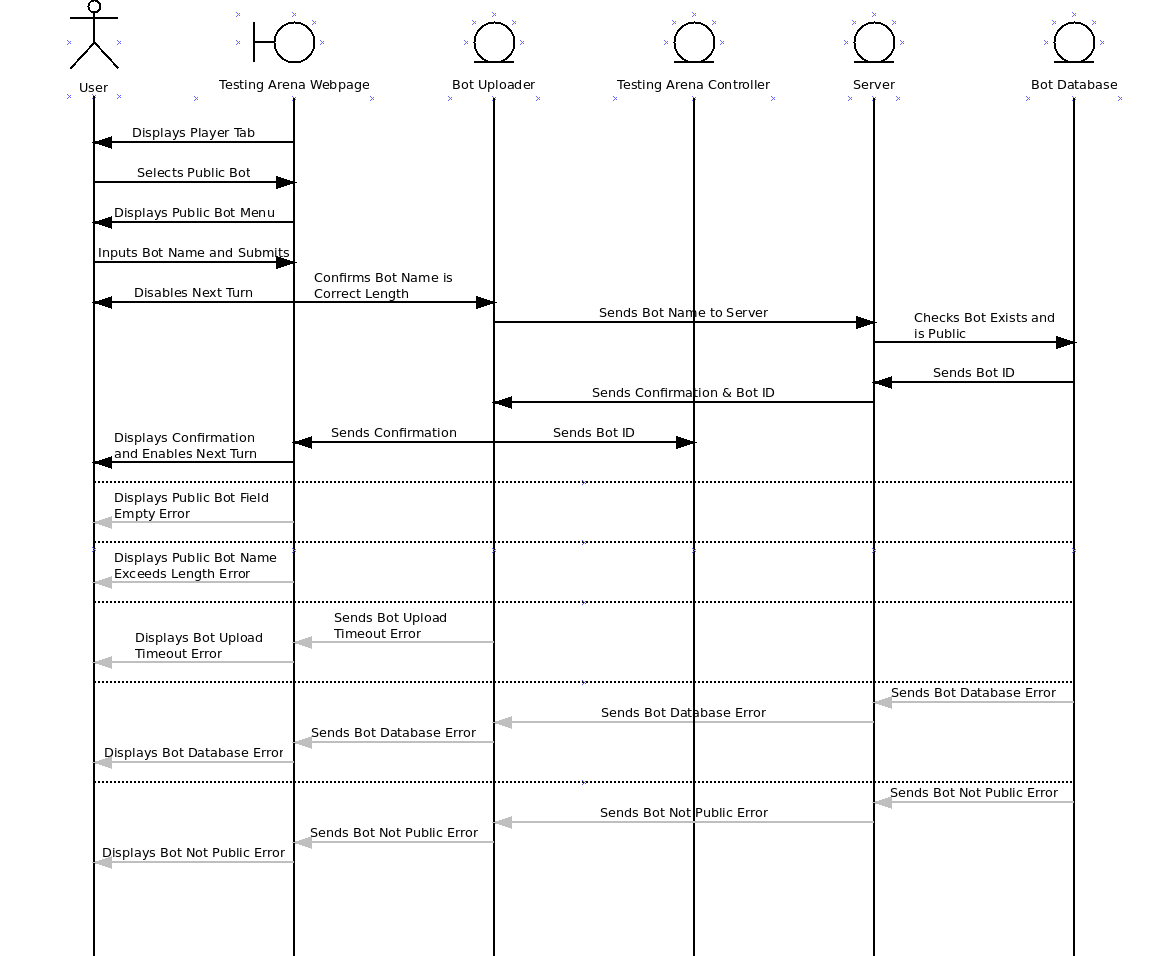 User
Testing Arena Webpage
Bot Uploader
Testing Arena Controller
Server
Bot Database
Displays Player Tab
Selects Public Bot
Displays Public Bot Menu
Inputs Bot Name and Submits
Confirms Bot Name is
Correct Length
Disables Next Turn
Sends Bot Name to Server
Checks Bot Exists and
is Public
Sends Bot ID
Sends Confirmation & Bot ID
Sends Confirmation
Sends Bot ID
Displays Confirmation
and Enables Next Turn
Displays Public Bot Field
Empty Error
Displays Public Bot Name
Exceeds Length Error
Sends Bot Upload
Timeout Error
Displays Bot Upload
Timeout Error
Sends Bot Database Error
Sends Bot Database Error
Sends Bot Database Error
Displays Bot Database Error
Sends Bot Not Public Error
Sends Bot Not Public Error
Sends Bot Not Public Error
Displays Bot Not Public Error